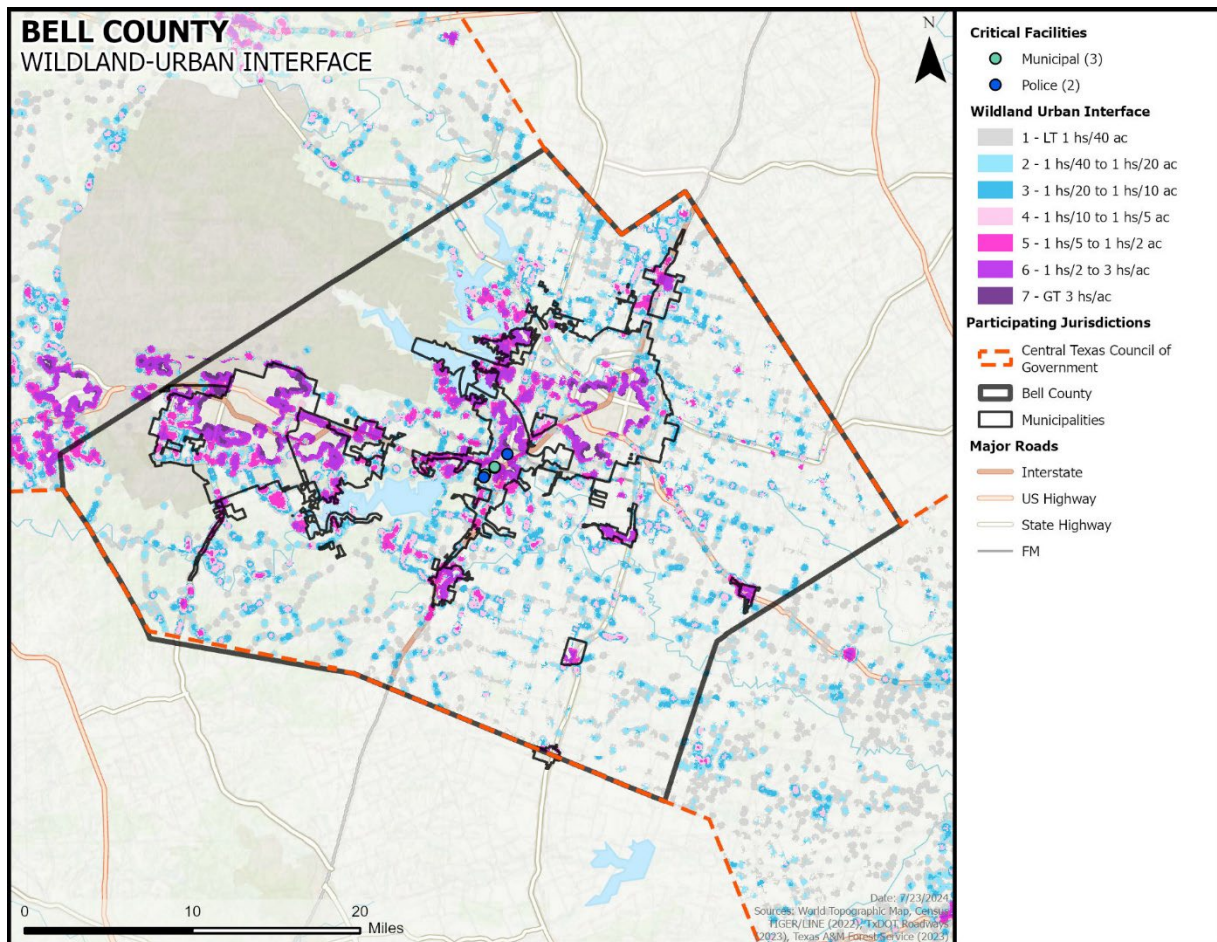 BELL COUNTY
WILDLAND-URBAN INTERFACE
N
Critical Facilities
Municipal (3)
Police (2)
Wildland Urban Interface
1 - LT 1 hs/40 ac
2 - 1 hs/40 to 1 hs/20 ac
3 - 1 hs/20 to 1 hs/10 ac
4 - 1 hs/10 to 1 hs/5 ac
5 - 1 hs/5 to 1 hs/2 ac
6 - 1 hs/2 to 3 hs/ac
7 - GT 3 hs/ac
Participating Jurisdictions
Central Texas Council of
Government
Bell County
Municipalities
Major Roads
Interstate
US Highway
State Highway
FM
0 10 20
Miles
Date: 7/23/2024
Sources: World Topographic Map, Census
TIGER/LINE (2022), TxDOT Roadways
(2023), Texas A&M Forest Service (2023)